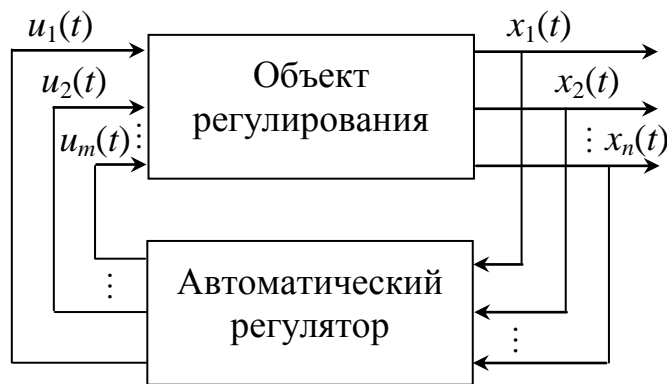 u₁(t)
x₁(t)
Объект
регулирования
u₂(t)
x₂(t)
uₘ(t)
⋮
⋮
xₙ(t)
Автоматический
регулятор
⋮
⋮